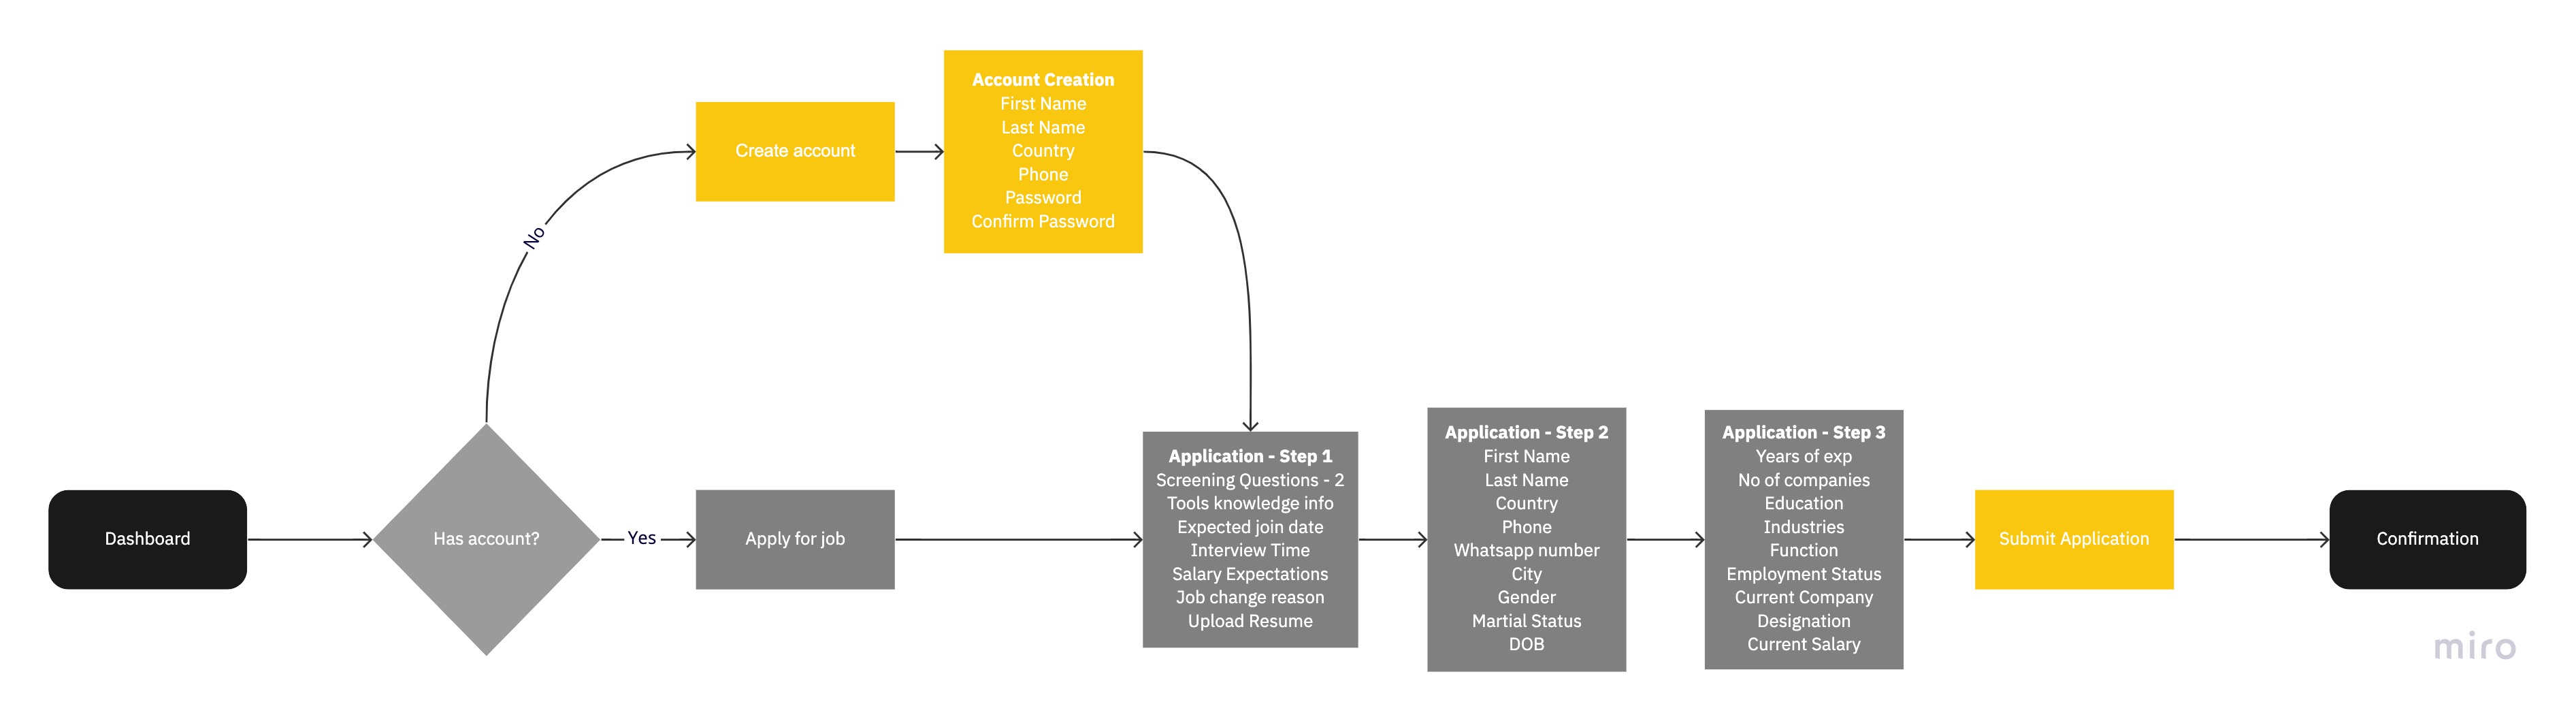 Account Creation
First Name
Last Name
Country
Phone
Password
Confirm Password
Create account
No
Dashboard
Has account?
Yes
Apply for job
Application - Step 1
Screening Questions - 2
Tools knowledge info
Expected join date
Interview Time
Salary Expectations
Job change reason
Upload Resume
Application - Step 2
First Name
Last Name
Country
Phone
Whatsapp number
City
Gender
Martial Status
DOB
Application - Step 3
Years of exp
No of companies
Education
Industries
Function
Employment Status
Current Company
Designation
Current Salary
Submit Application
Confirmation
miro